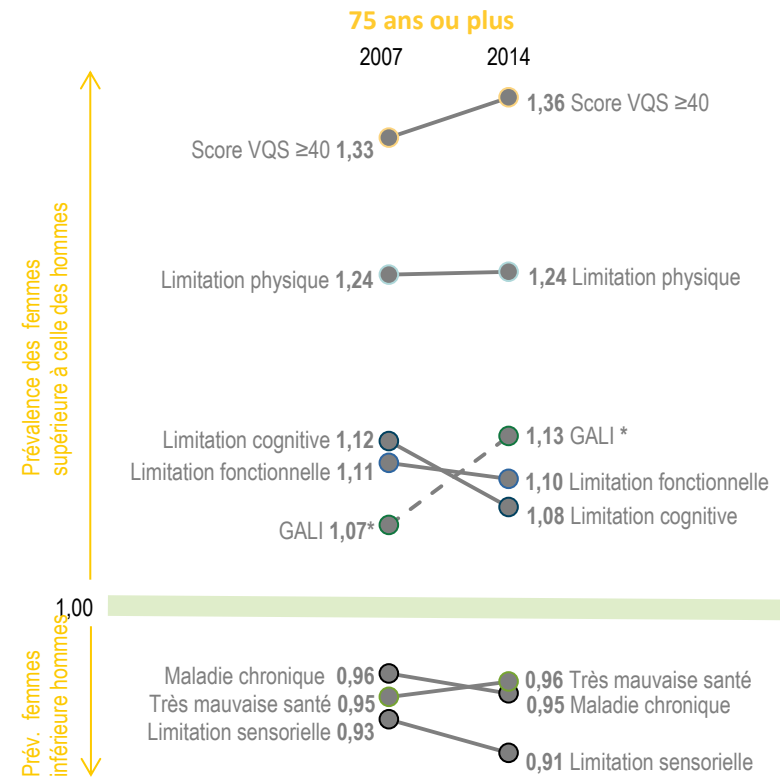 75 ans ou plus
2007 2014
1,36 Score VQS ≥40
Score VQS ≥40 1,33
Limitation physique 1,24
1,24 Limitation physique
Prévalence des femmes
supérieure à celle des hommes
Limitation cognitive 1,12
1,13 GALI *
Limitation fonctionnelle 1,11
1,10 Limitation fonctionnelle
1,08 Limitation cognitive
GALI 1,07*
1,00
Prév. femmes
inférieure hommes
Maladie chronique 0,96
0,96 Très mauvaise santé
Très mauvaise santé 0,95
0,95 Maladie chronique
Limitation sensorielle 0,93
0,91 Limitation sensorielle